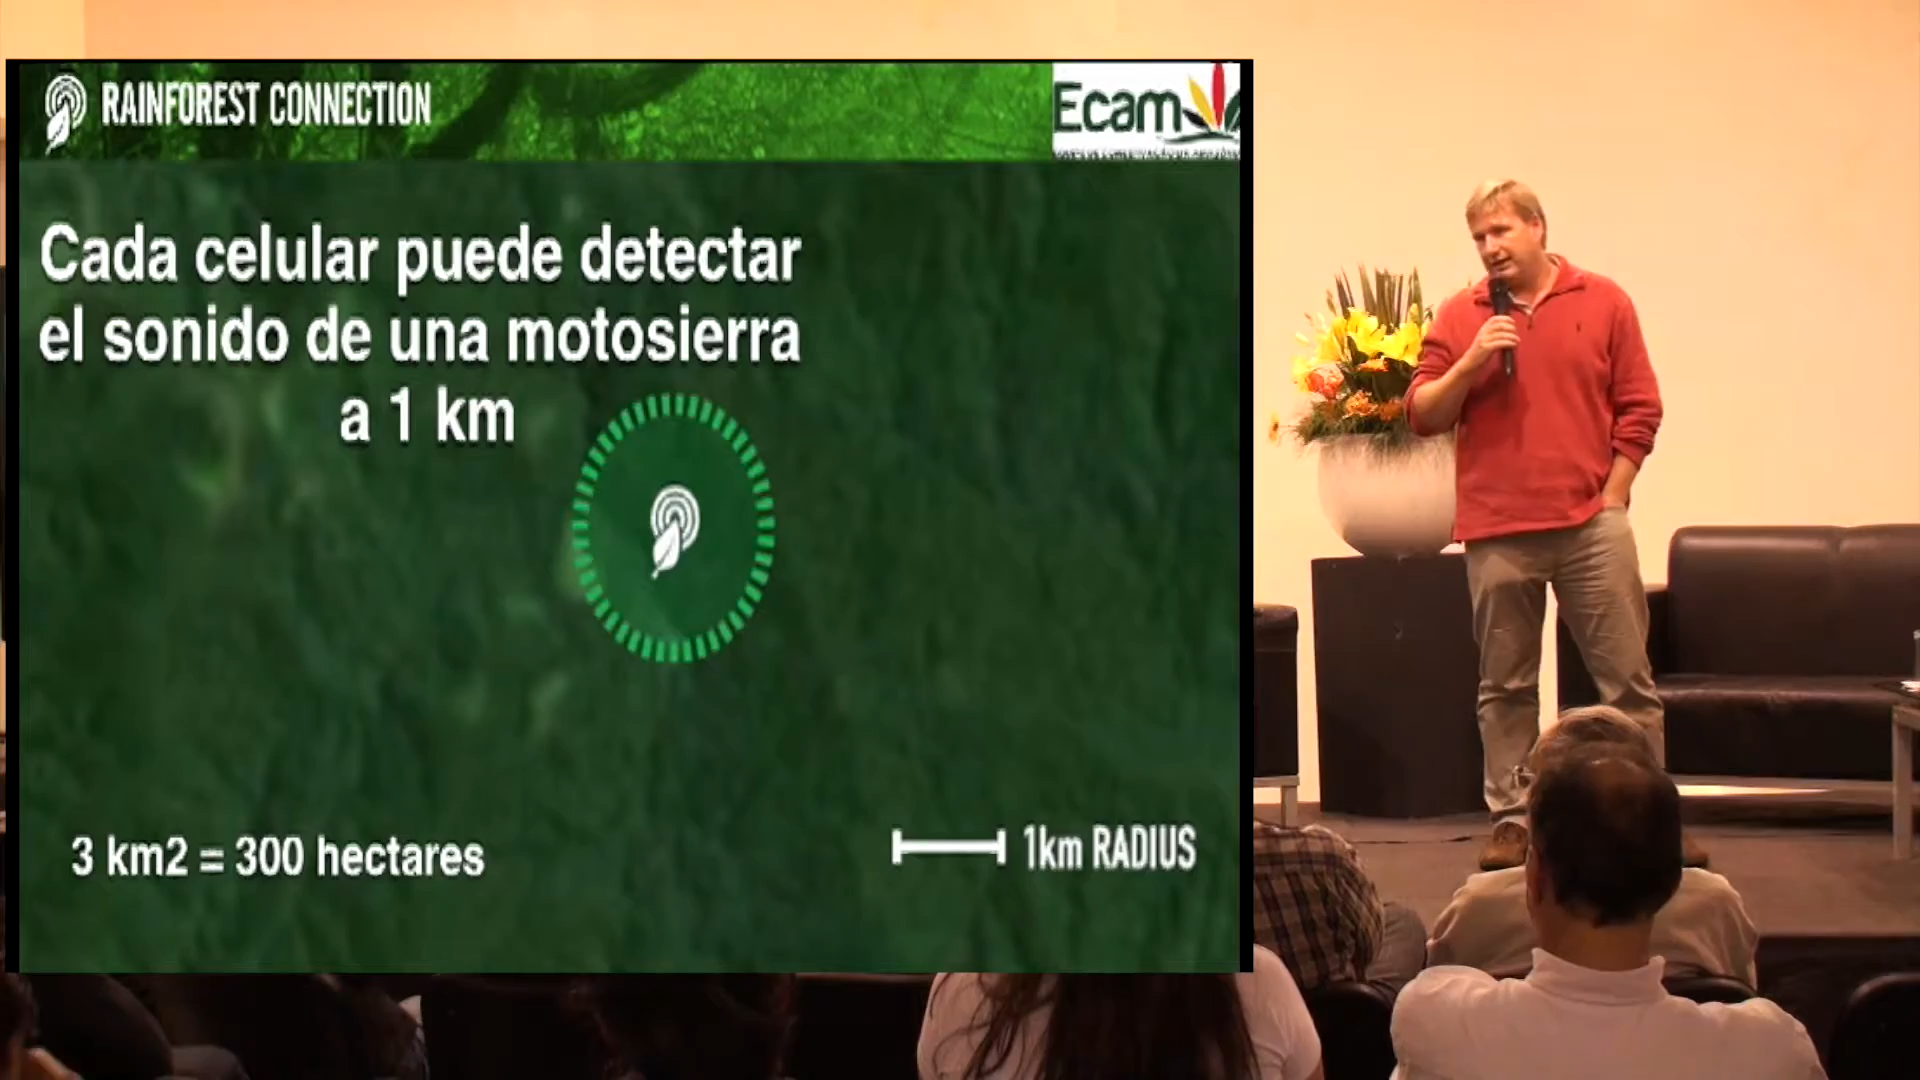 RAINFOREST CONNECTION
Ecam
Cada celular puede detectar
el sonido de una motosierra
a 1 km
3 km2 = 300 hectares
1km RADIUS